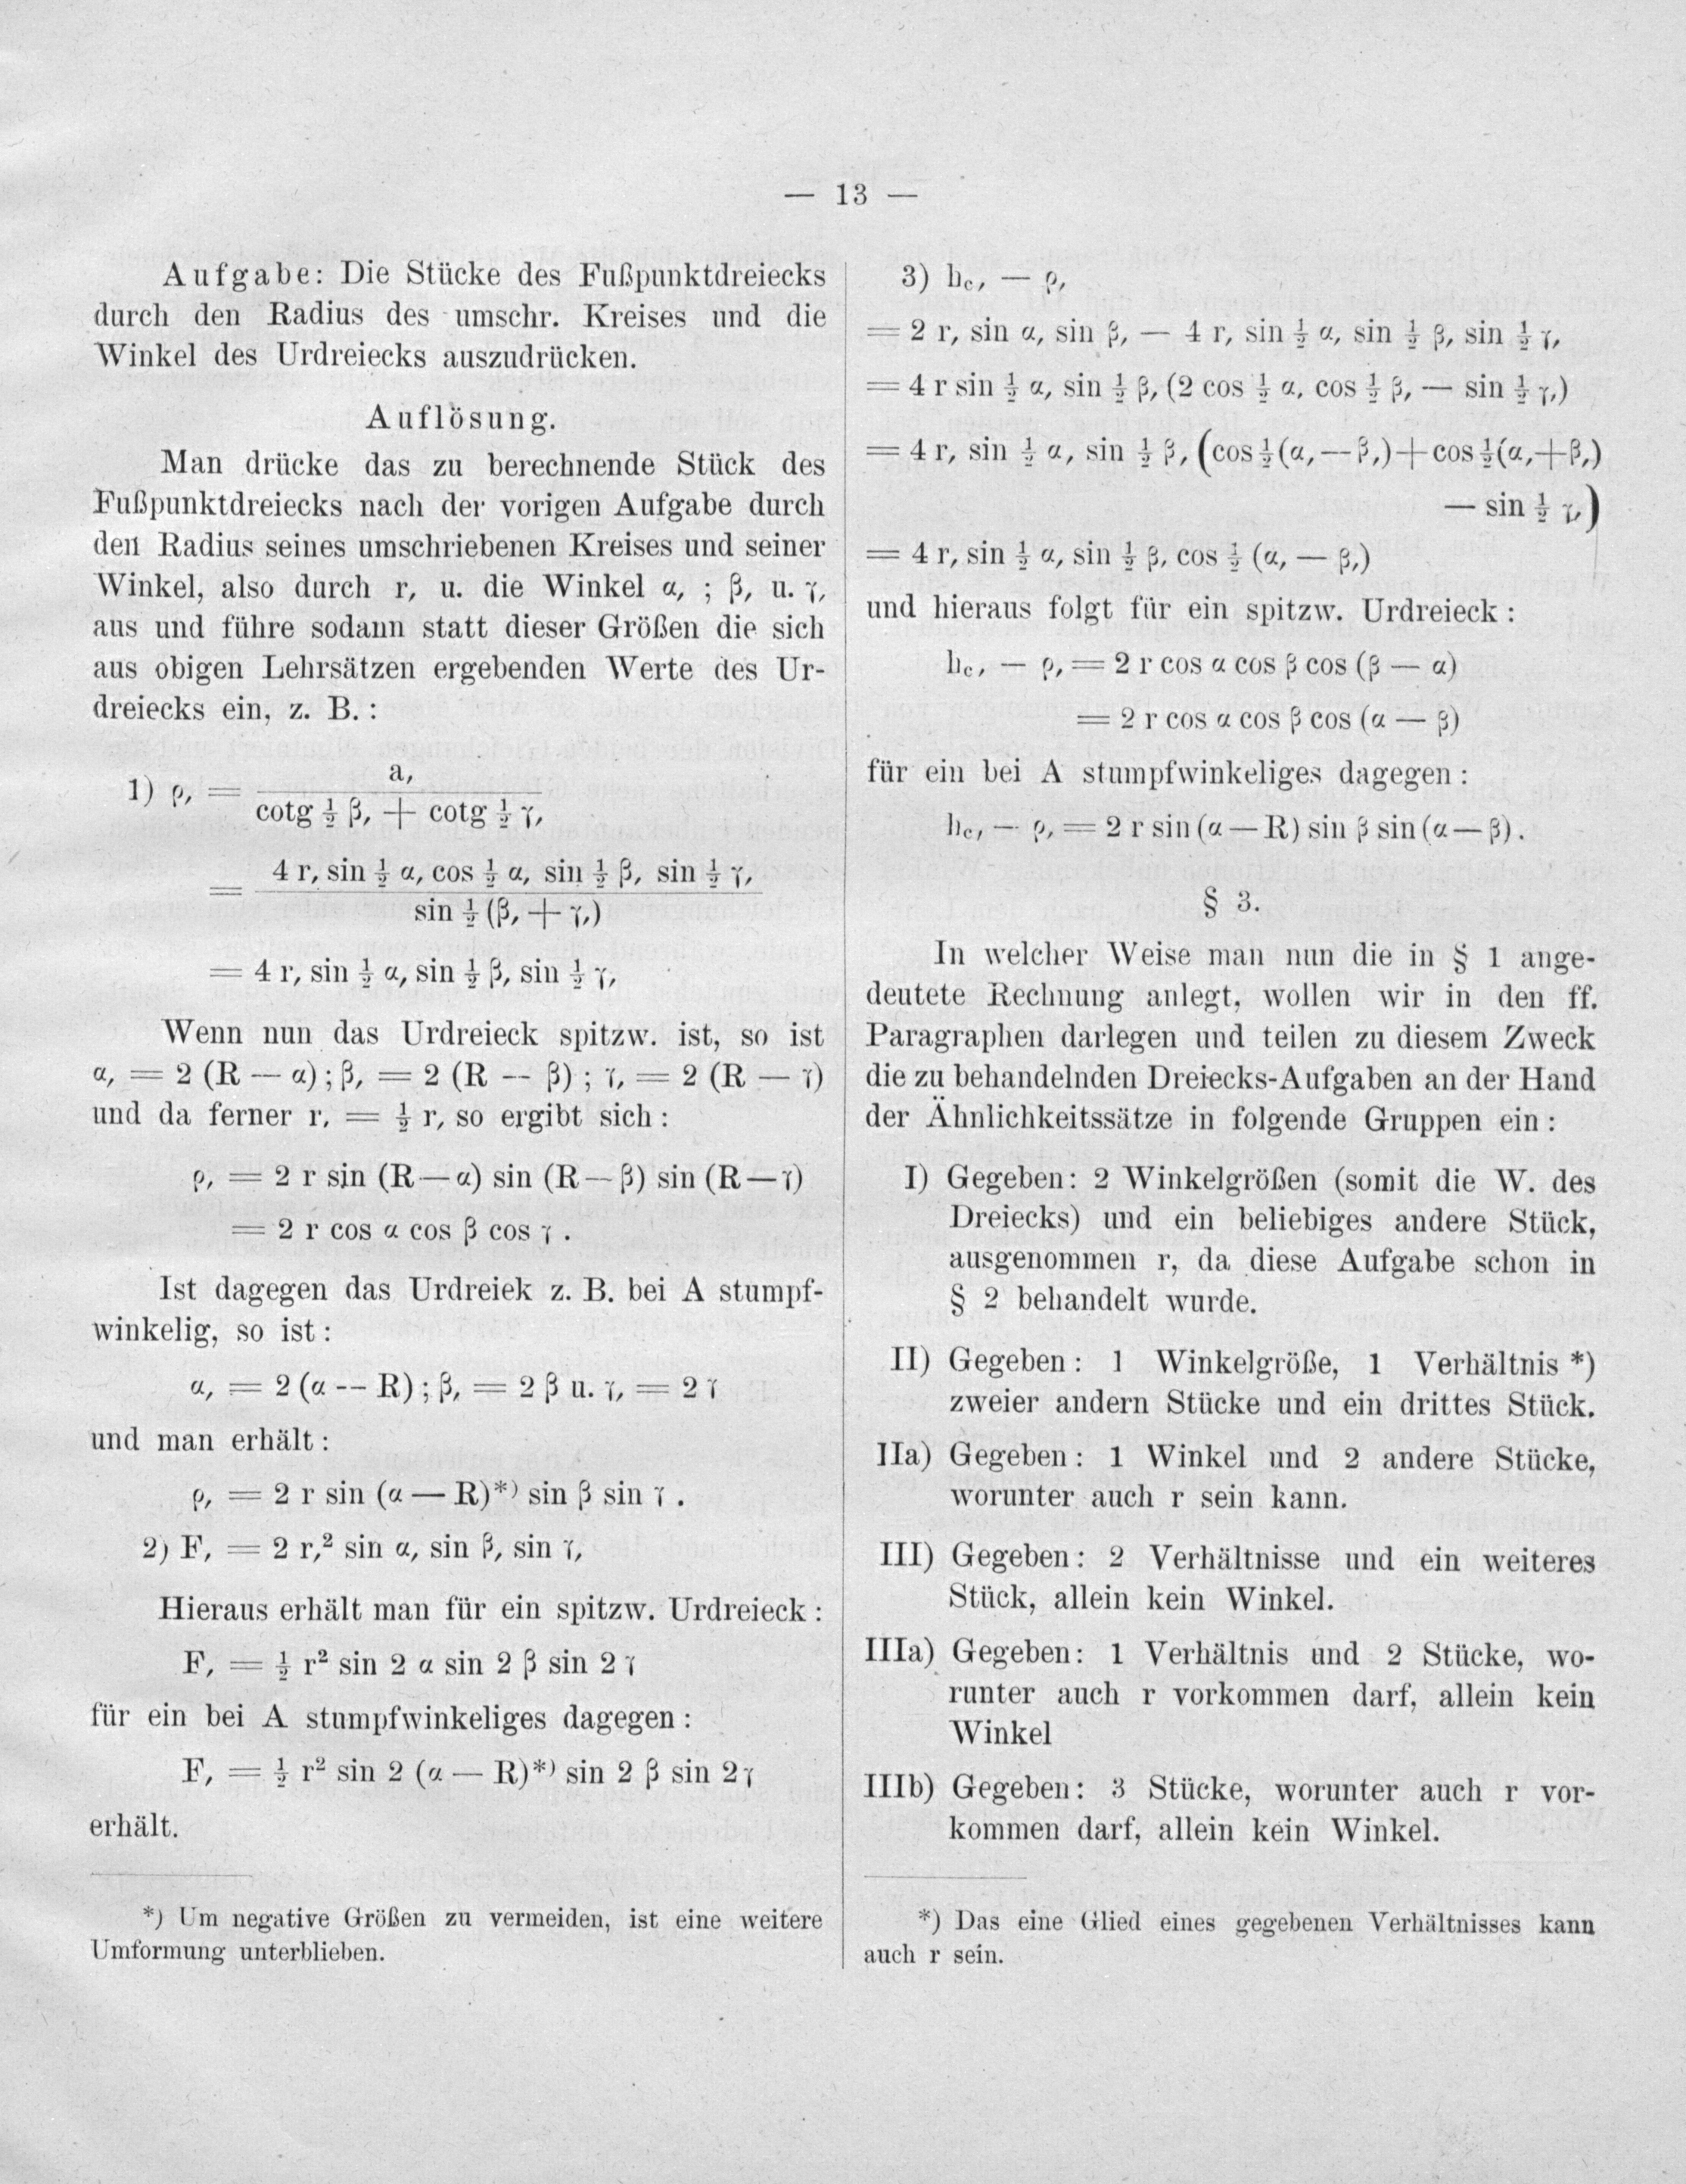 — 13 —
Aufgabe: Die Stücke des Fußpunktdreiecks
durch den Radius des umschr. Kreises und die
Winkel des Urdreiecks auszudrücken.
Auflösung.
Man drücke das zu berechnende Stück des
Fußpunktdreiecks nach der vorigen Aufgabe durch
den Radius seines umschriebenen Kreises und seiner
Winkel, also durch r, u. die Winkel α, ; β, u. γ,
aus und führe sodann statt dieser Größen die sich
aus obigen Lehrsätzen ergebenden Werte des Ur-
dreiecks ein, z. B. :
1) ρ, = a, / cotg ½ β, + cotg ½ γ,
= 4 r, sin ½ α, cos ½ α, sin ½ β, sin ½ γ, / sin ½ (β, + γ,)
= 4 r, sin ½ α, sin ½ β, sin ½ γ,
Wenn nun das Urdreieck spitzw. ist, so ist
α, = 2 (R — α) ; β, = 2 (R — β) ; γ, = 2 (R — γ)
und da ferner r, = ½ r, so ergibt sich :
ρ, = 2 r sin (R — α) sin (R — β) sin (R — γ)
= 2 r cos α cos β cos γ .
Ist dagegen das Urdreiek z. B. bei A stumpf-
winkelig, so ist :
α, = 2 (α — R) ; β, = 2 β u. γ, = 2 γ
und man erhält :
ρ, = 2 r sin (α — R)*) sin β sin γ .
2) F, = 2 r,² sin α, sin β, sin γ,
Hieraus erhält man für ein spitzw. Urdreieck :
F, = ½ r² sin 2 α sin 2 β sin 2 γ
für ein bei A stumpfwinkeliges dagegen :
F, = ½ r² sin 2 (α — R)*) sin 2 β sin 2 γ
erhält.
*) Um negative Größen zu vermeiden, ist eine weitere
Umformung unterblieben.
3) hc, — ρ,
= 2 r, sin α, sin β, — 4 r, sin ½ α, sin ½ β, sin ½ γ,
= 4 r sin ½ α, sin ½ β, (2 cos ½ α, cos ½ β, — sin ½ γ,)
= 4 r, sin ½ α, sin ½ β, (cos ½ (α, — β,) + cos ½ (α, + β,)
— sin ½ γ,)
= 4 r, sin ½ α, sin ½ β, cos ½ (α, — β,)
und hieraus folgt für ein spitzw. Urdreieck :
hc, — ρ, = 2 r cos α cos β cos (β — α)
= 2 r cos α cos β cos (α — β)
für ein bei A stumpfwinkeliges dagegen :
hc, — ρ, = 2 r sin (α — R) sin β sin (α — β) .
§ 3.
In welcher Weise man nun die in § 1 ange-
deutete Rechnung anlegt, wollen wir in den ff.
Paragraphen darlegen und teilen zu diesem Zweck
die zu behandelnden Dreiecks-Aufgaben an der Hand
der Ähnlichkeitssätze in folgende Gruppen ein :
I) Gegeben: 2 Winkelgrößen (somit die W. des
Dreiecks) und ein beliebiges andere Stück,
ausgenommen r, da diese Aufgabe schon in
§ 2 behandelt wurde.
II) Gegeben : 1 Winkelgröße, 1 Verhältnis *)
zweier andern Stücke und ein drittes Stück.
IIa) Gegeben : 1 Winkel und 2 andere Stücke,
worunter auch r sein kann.
III) Gegeben : 2 Verhältnisse und ein weiteres
Stück, allein kein Winkel.
IIIa) Gegeben: 1 Verhältnis und 2 Stücke, wo-
runter auch r vorkommen darf, allein kein
Winkel
IIIb) Gegeben: 3 Stücke, worunter auch r vor-
kommen darf, allein kein Winkel.
*) Das eine Glied eines gegebenen Verhältnisses kann
auch r sein.